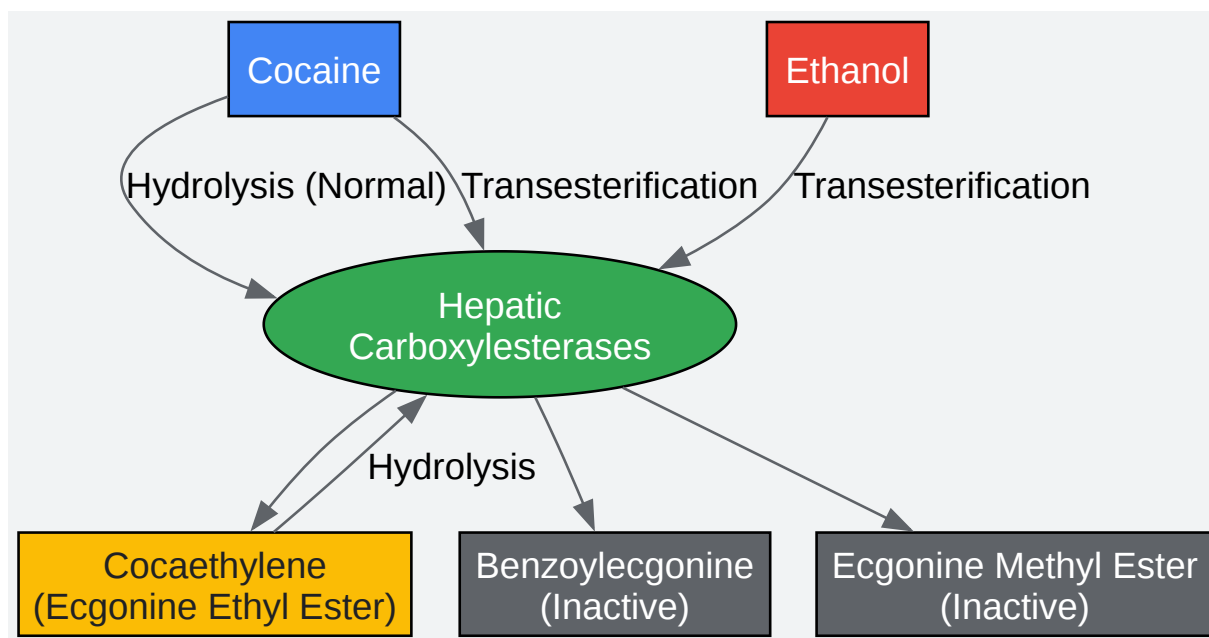 Cocaine
Ethanol
Hydrolysis (Normal)
Transesterification
Transesterification
Hepatic
Carboxylesterases
Hydrolysis
Cocaethylene
(Ecgonine Ethyl Ester)
Benzoylecgonine
(Inactive)
Ecgonine Methyl Ester
(Inactive)